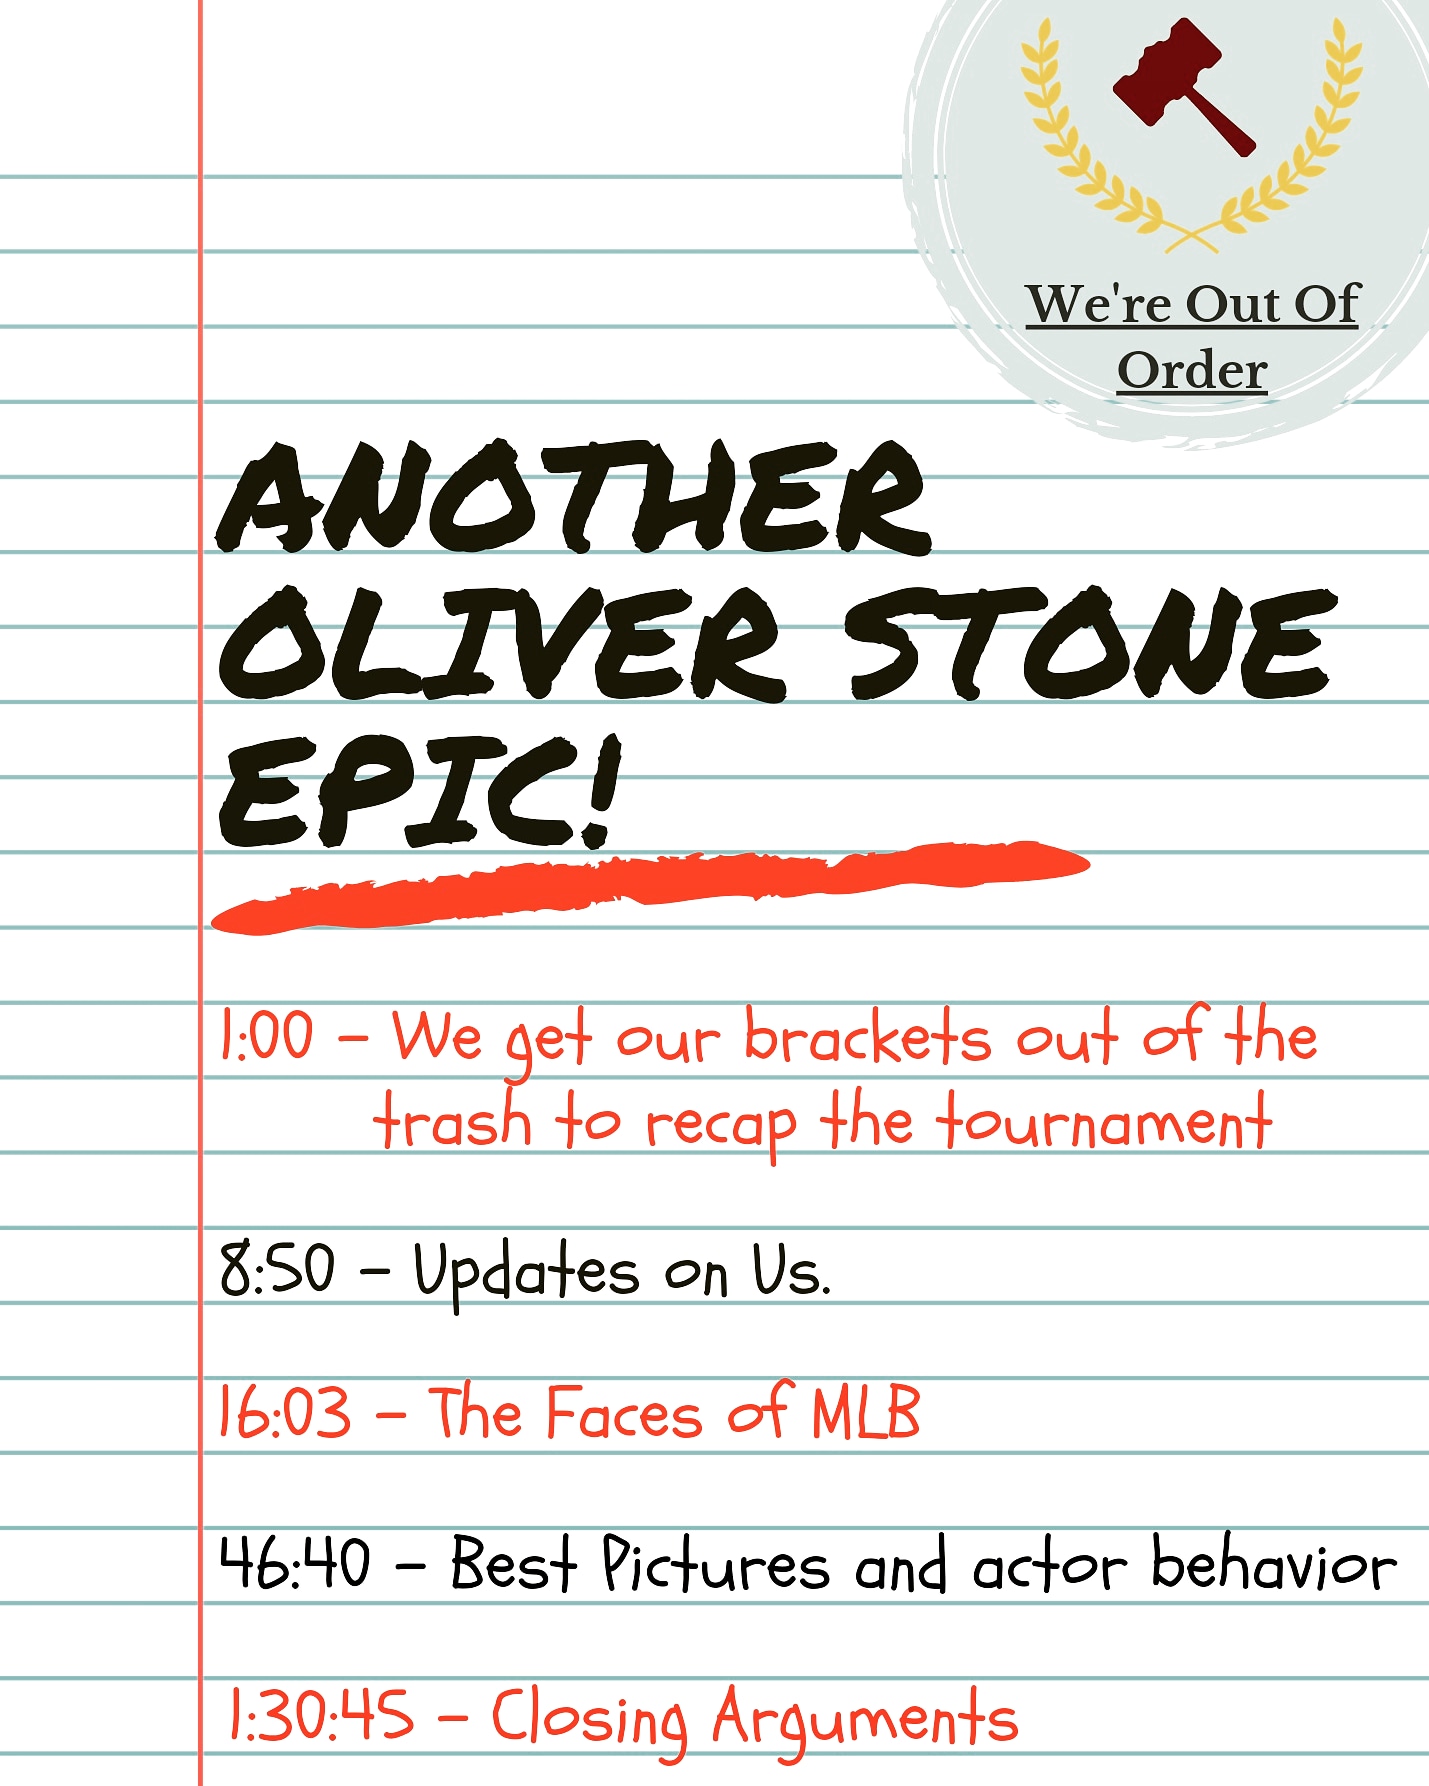 We're Out Of
Order
ANOTHER
OLIVER STONE
EPIC!
1:00 - We get our brackets out of the
trash to recap the tournament
8:50 - Updates on Us.
16:03 - The Faces of MLB
46:40 - Best Pictures and actor behavior
1:30:45 - Closing Arguments